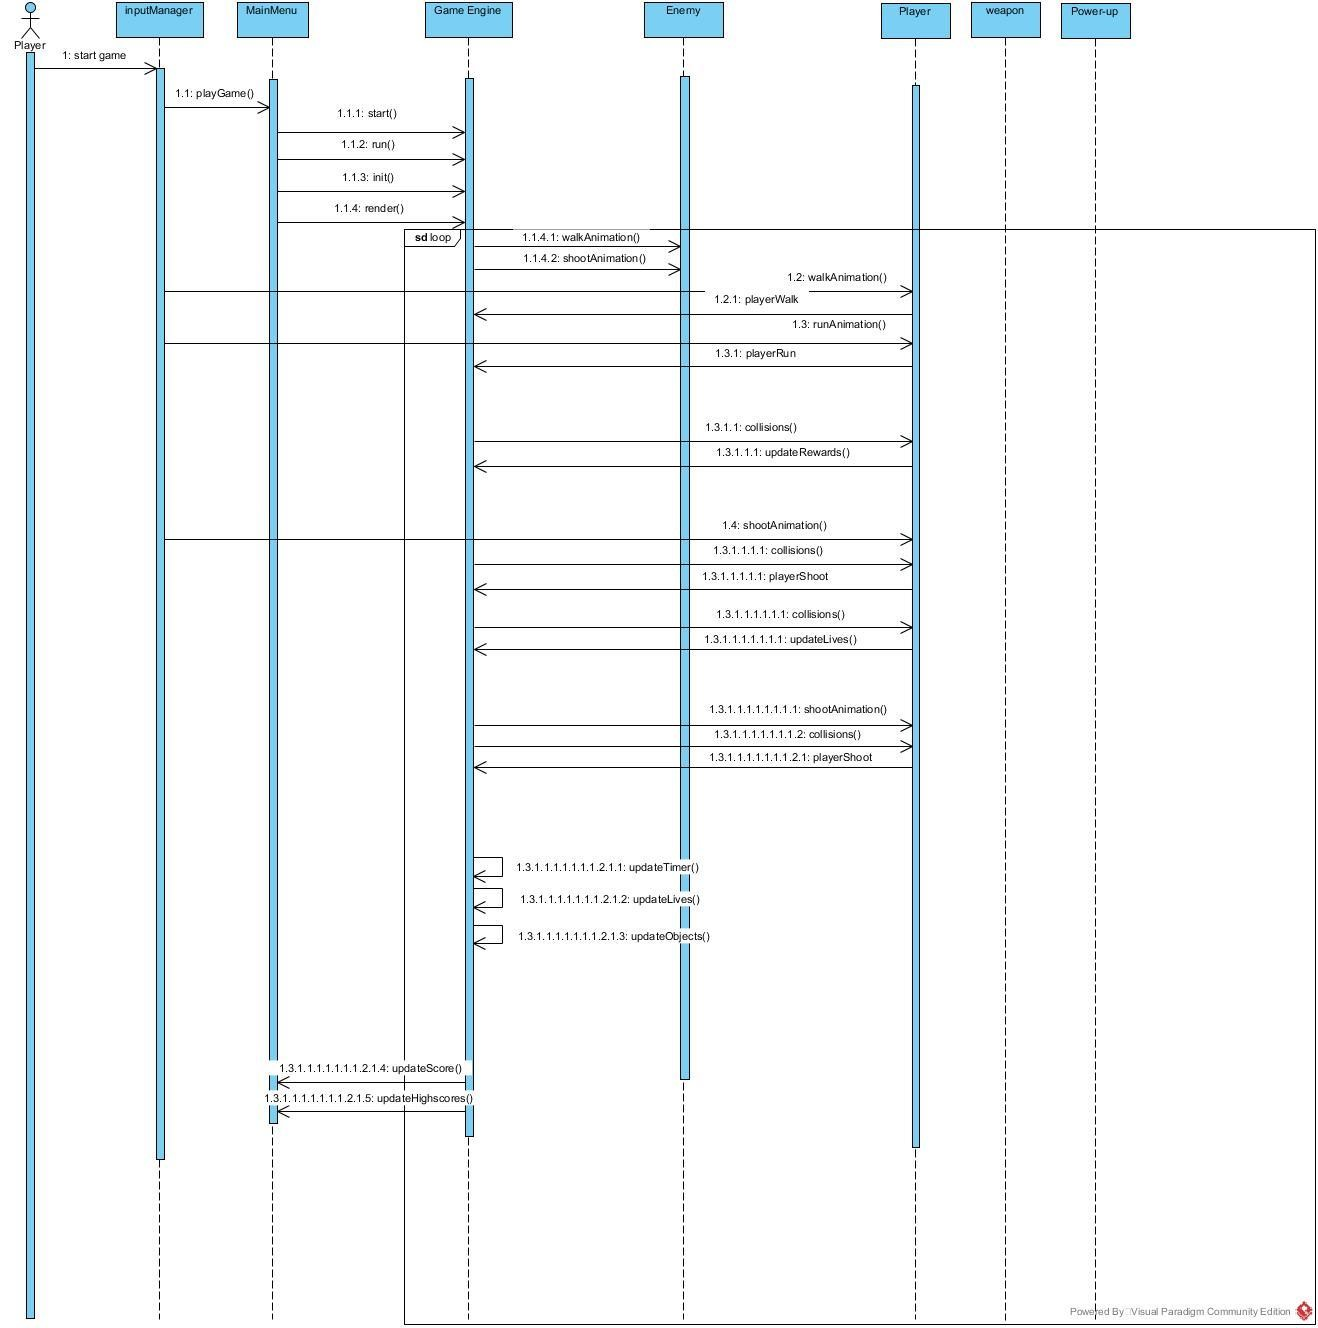 inputManager
MainMenu
Game Engine
Enemy
Player
weapon
Power-up
Player
1: start game
1.1: playGame()
1.1.1: start()
1.1.2: run()
1.1.3: init()
1.1.4: render()
sd loop
1.1.4.1: walkAnimation()
1.1.4.2: shootAnimation()
1.2: walkAnimation()
1.2.1: playerWalk
1.3: runAnimation()
1.3.1: playerRun
1.3.1.1: collisions()
1.3.1.1.1: updateRewards()
1.4: shootAnimation()
1.3.1.1.1.1: collisions()
1.3.1.1.1.1.1: playerShoot
1.3.1.1.1.1.1.1: collisions()
1.3.1.1.1.1.1.1.1: updateLives()
1.3.1.1.1.1.1.1.1.1: shootAnimation()
1.3.1.1.1.1.1.1.1.2: collisions()
1.3.1.1.1.1.1.1.1.2.1: playerShoot
1.3.1.1.1.1.1.1.1.2.1.1: updateTimer()
1.3.1.1.1.1.1.1.1.2.1.2: updateLives()
1.3.1.1.1.1.1.1.1.2.1.3: updateObjects()
1.3.1.1.1.1.1.1.1.2.1.4: updateScore()
1.3.1.1.1.1.1.1.1.2.1.5: updateHighscores()
Powered By Visual Paradigm Community Edition